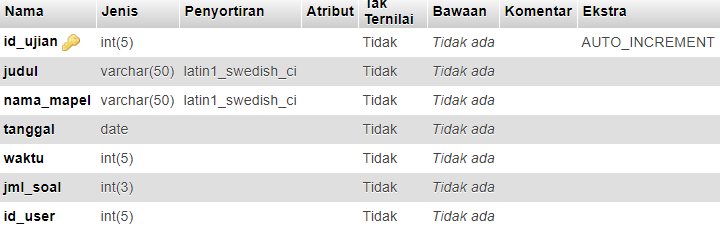 Nama Jenis Penyortiran Atribut Tak Ternilai Bawaan Komentar Ekstra
id_ujian int(5) Tidak Tidak ada AUTO_INCREMENT
judul varchar(50) latin1_swedish_ci Tidak Tidak ada
nama_mapel varchar(50) latin1_swedish_ci Tidak Tidak ada
tanggal date Tidak Tidak ada
waktu int(5) Tidak Tidak ada
jml_soal int(3) Tidak Tidak ada
id_user int(5) Tidak Tidak ada